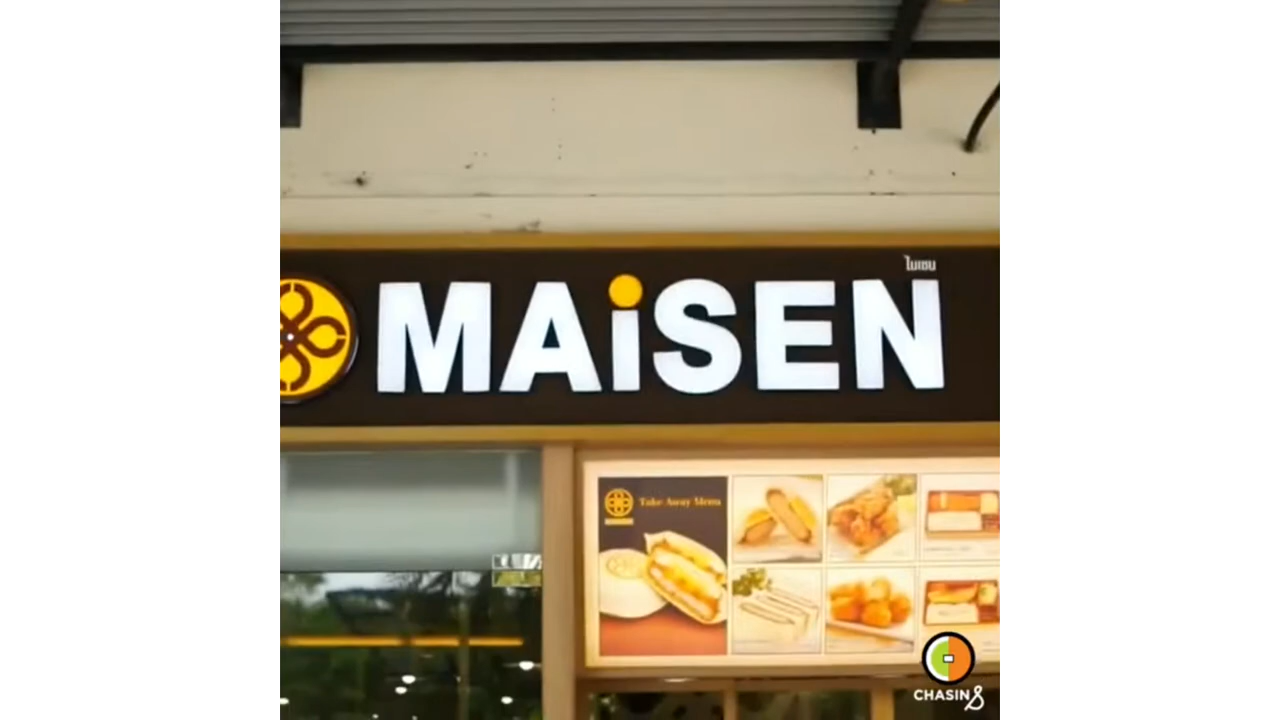 ไมเซน
MAiSEN
Take Away Menu
CHASIN8